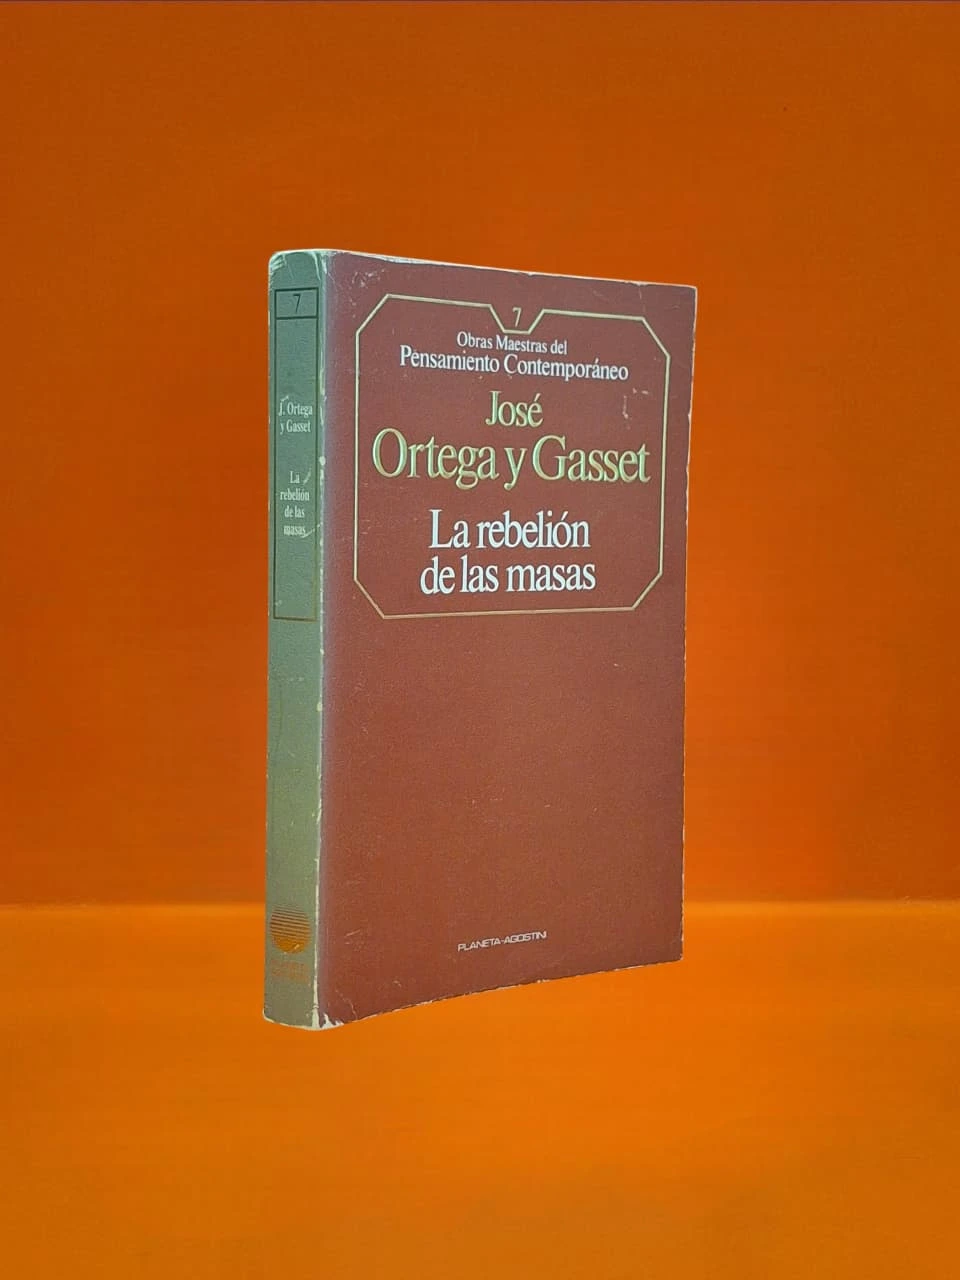 7
J. Ortega
y Gasset
La
rebelión
de las
masas
7
Obras Maestras del
Pensamiento Contemporáneo
José
Ortega y Gasset
La rebelión
de las masas
PLANETA-AGOSTINI